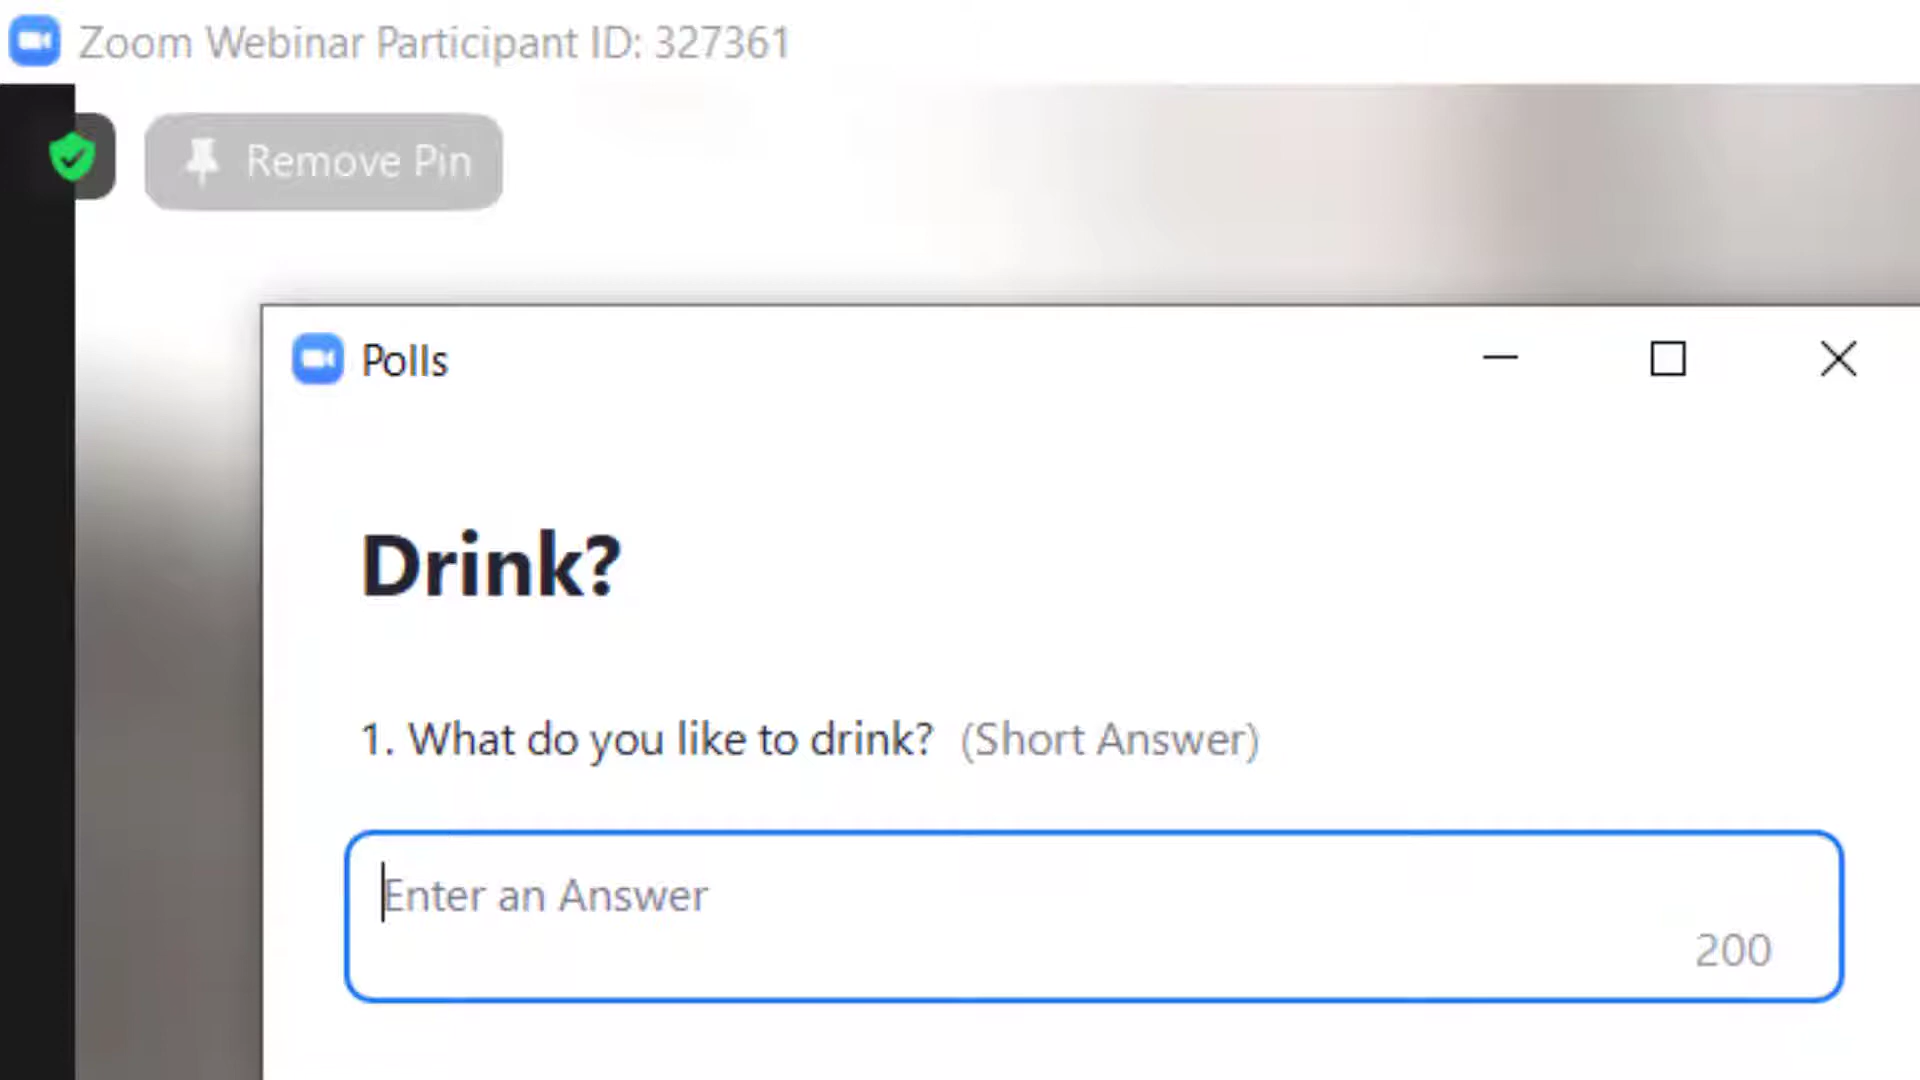 Zoom Webinar Participant ID: 327361
Remove Pin
Polls
Drink?
1. What do you like to drink? (Short Answer)
Enter an Answer
200